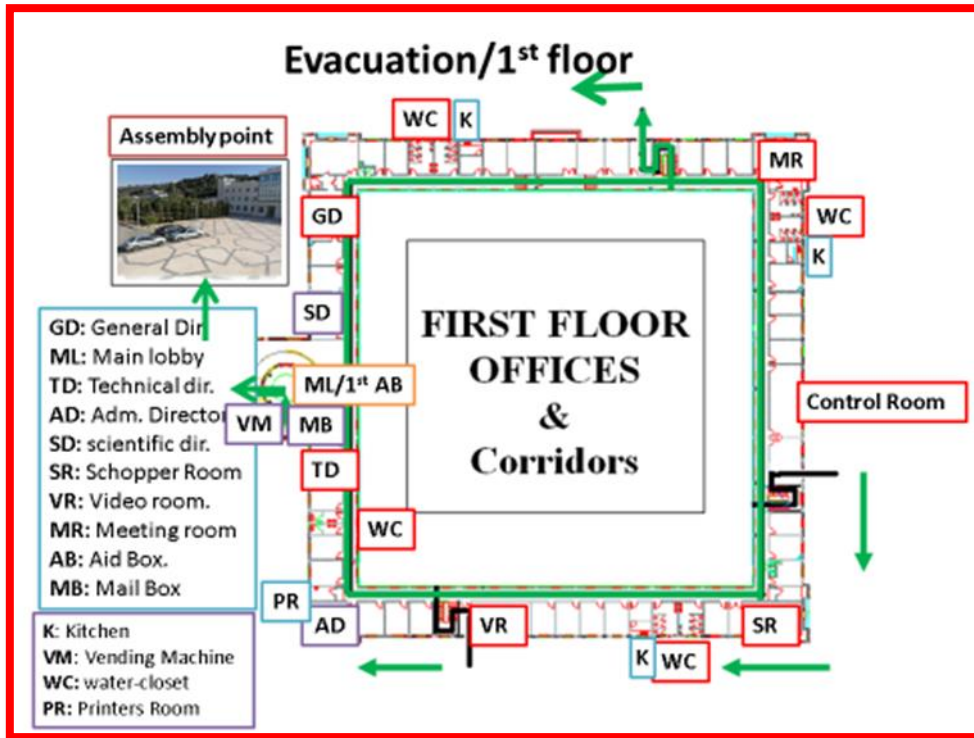 Evacuation/1st floor
WC
K
Assembly point
MR
GD
WC
K
SD
FIRST FLOOR
OFFICES
&
Corridors
ML/1st AB
Control Room
VM
MB
TD
WC
PR
AD
VR
SR
K
WC
GD: General Dir
ML: Main lobby
TD: Technical dir.
AD: Adm. Director
SD: scientific dir.
SR: Schopper Room
VR: Video room.
MR: Meeting room
AB: Aid Box.
MB: Mail Box
K: Kitchen
VM: Vending Machine
WC: water-closet
PR: Printers Room